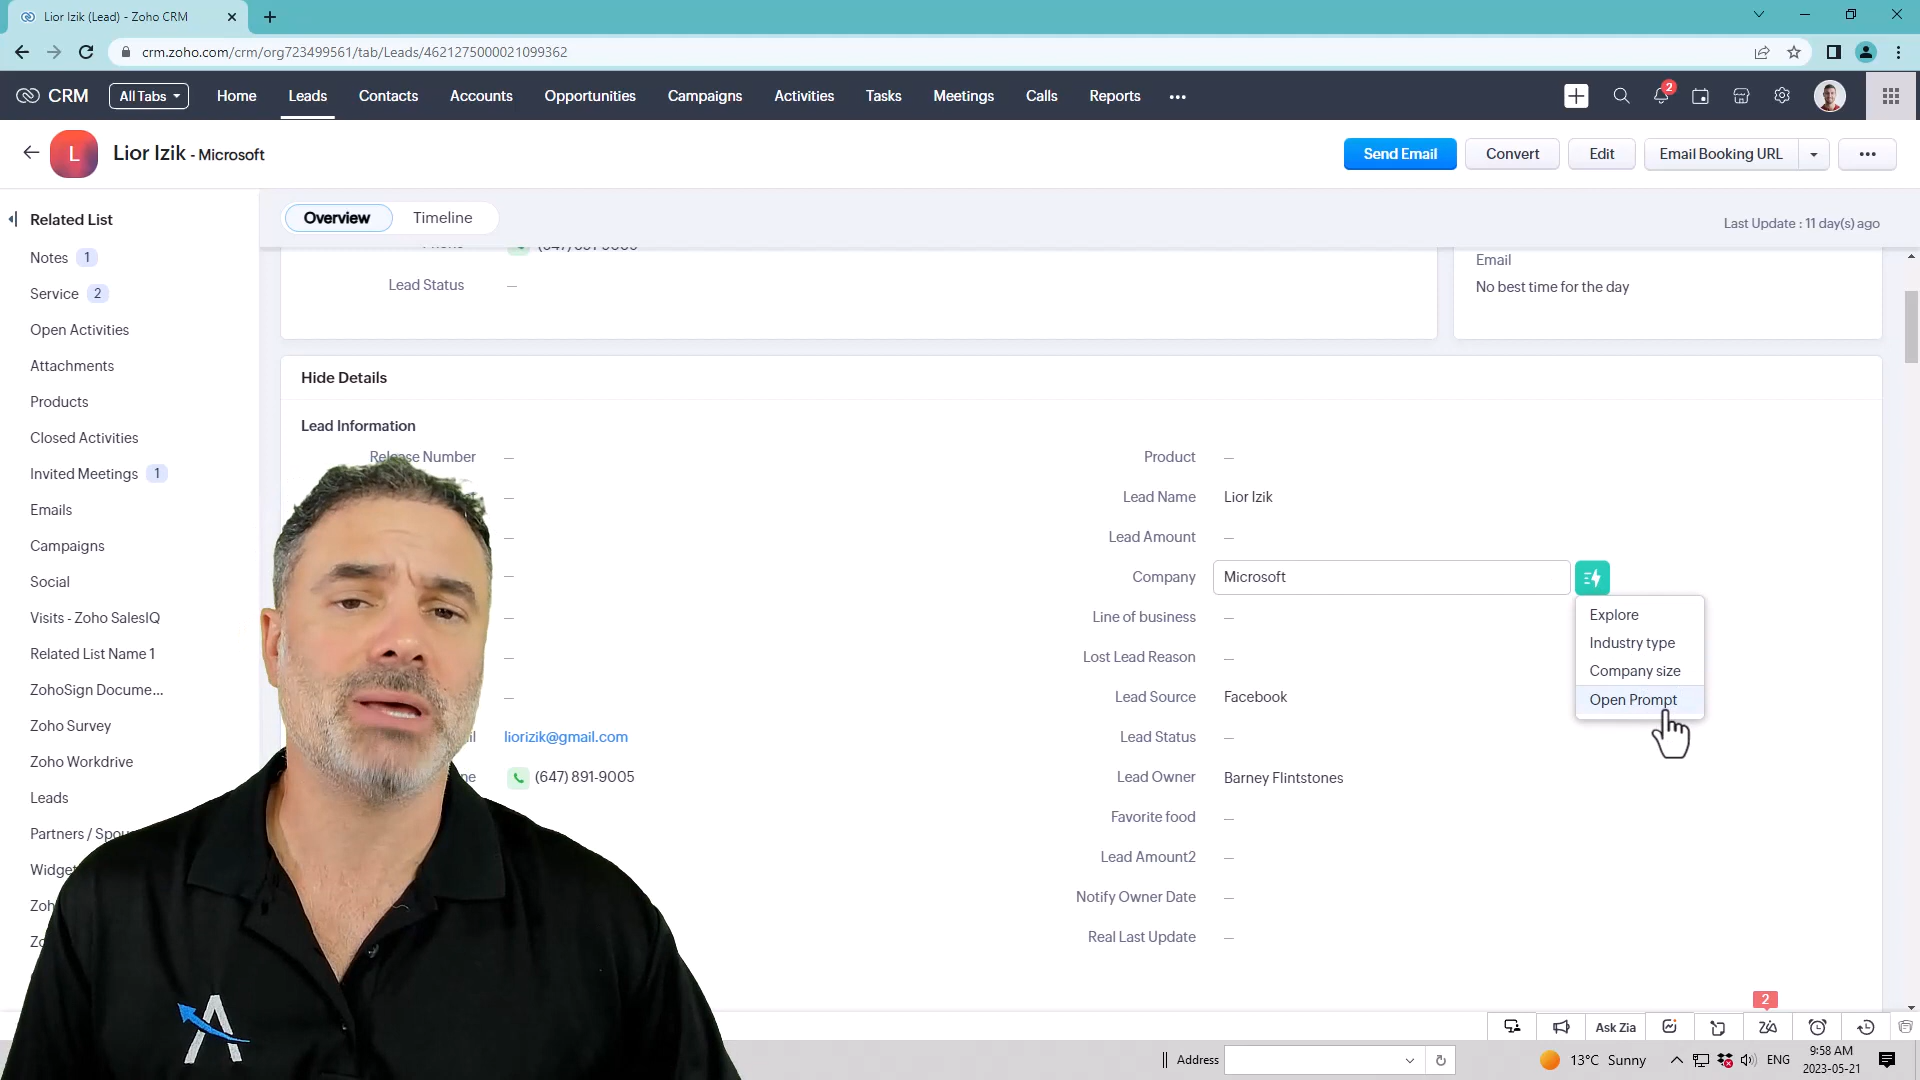 Lior Izik (Lead) - Zoho CRM
crm.zoho.com/crm/org723499561/tab/Leads/4621275000021099362
CRM
All Tabs
Home
Leads
Contacts
Accounts
Opportunities
Campaigns
Activities
Tasks
Meetings
Calls
Reports
2
L
Lior Izik - Microsoft
Send Email
Convert
Edit
Email Booking URL
Related List
Overview
Timeline
Last Update : 11 day(s) ago
Notes 1
Service 2
Open Activities
Attachments
Products
Closed Activities
Invited Meetings 1
Emails
Campaigns
Social
Visits - Zoho SalesIQ
Related List Name 1
ZohoSign Docume...
Zoho Survey
Zoho Workdrive
Leads
Partners / Spou
Widget
Zoh
Zo
Lead Status —
Email
No best time for the day
Hide Details
Lead Information
Release Number —
Product —
Lead Name Lior Izik
Lead Amount —
Company Microsoft
Explore
Industry type
Company size
Open Prompt
Line of business —
Lost Lead Reason —
Lead Source Facebook
liorizik@gmail.com
Lead Status —
(647) 891-9005
Lead Owner Barney Flintstones
Favorite food —
Lead Amount2 —
Notify Owner Date —
Real Last Update —
2
Ask Zia
Address
13°C Sunny
ENG
9:58 AM
2023-05-21